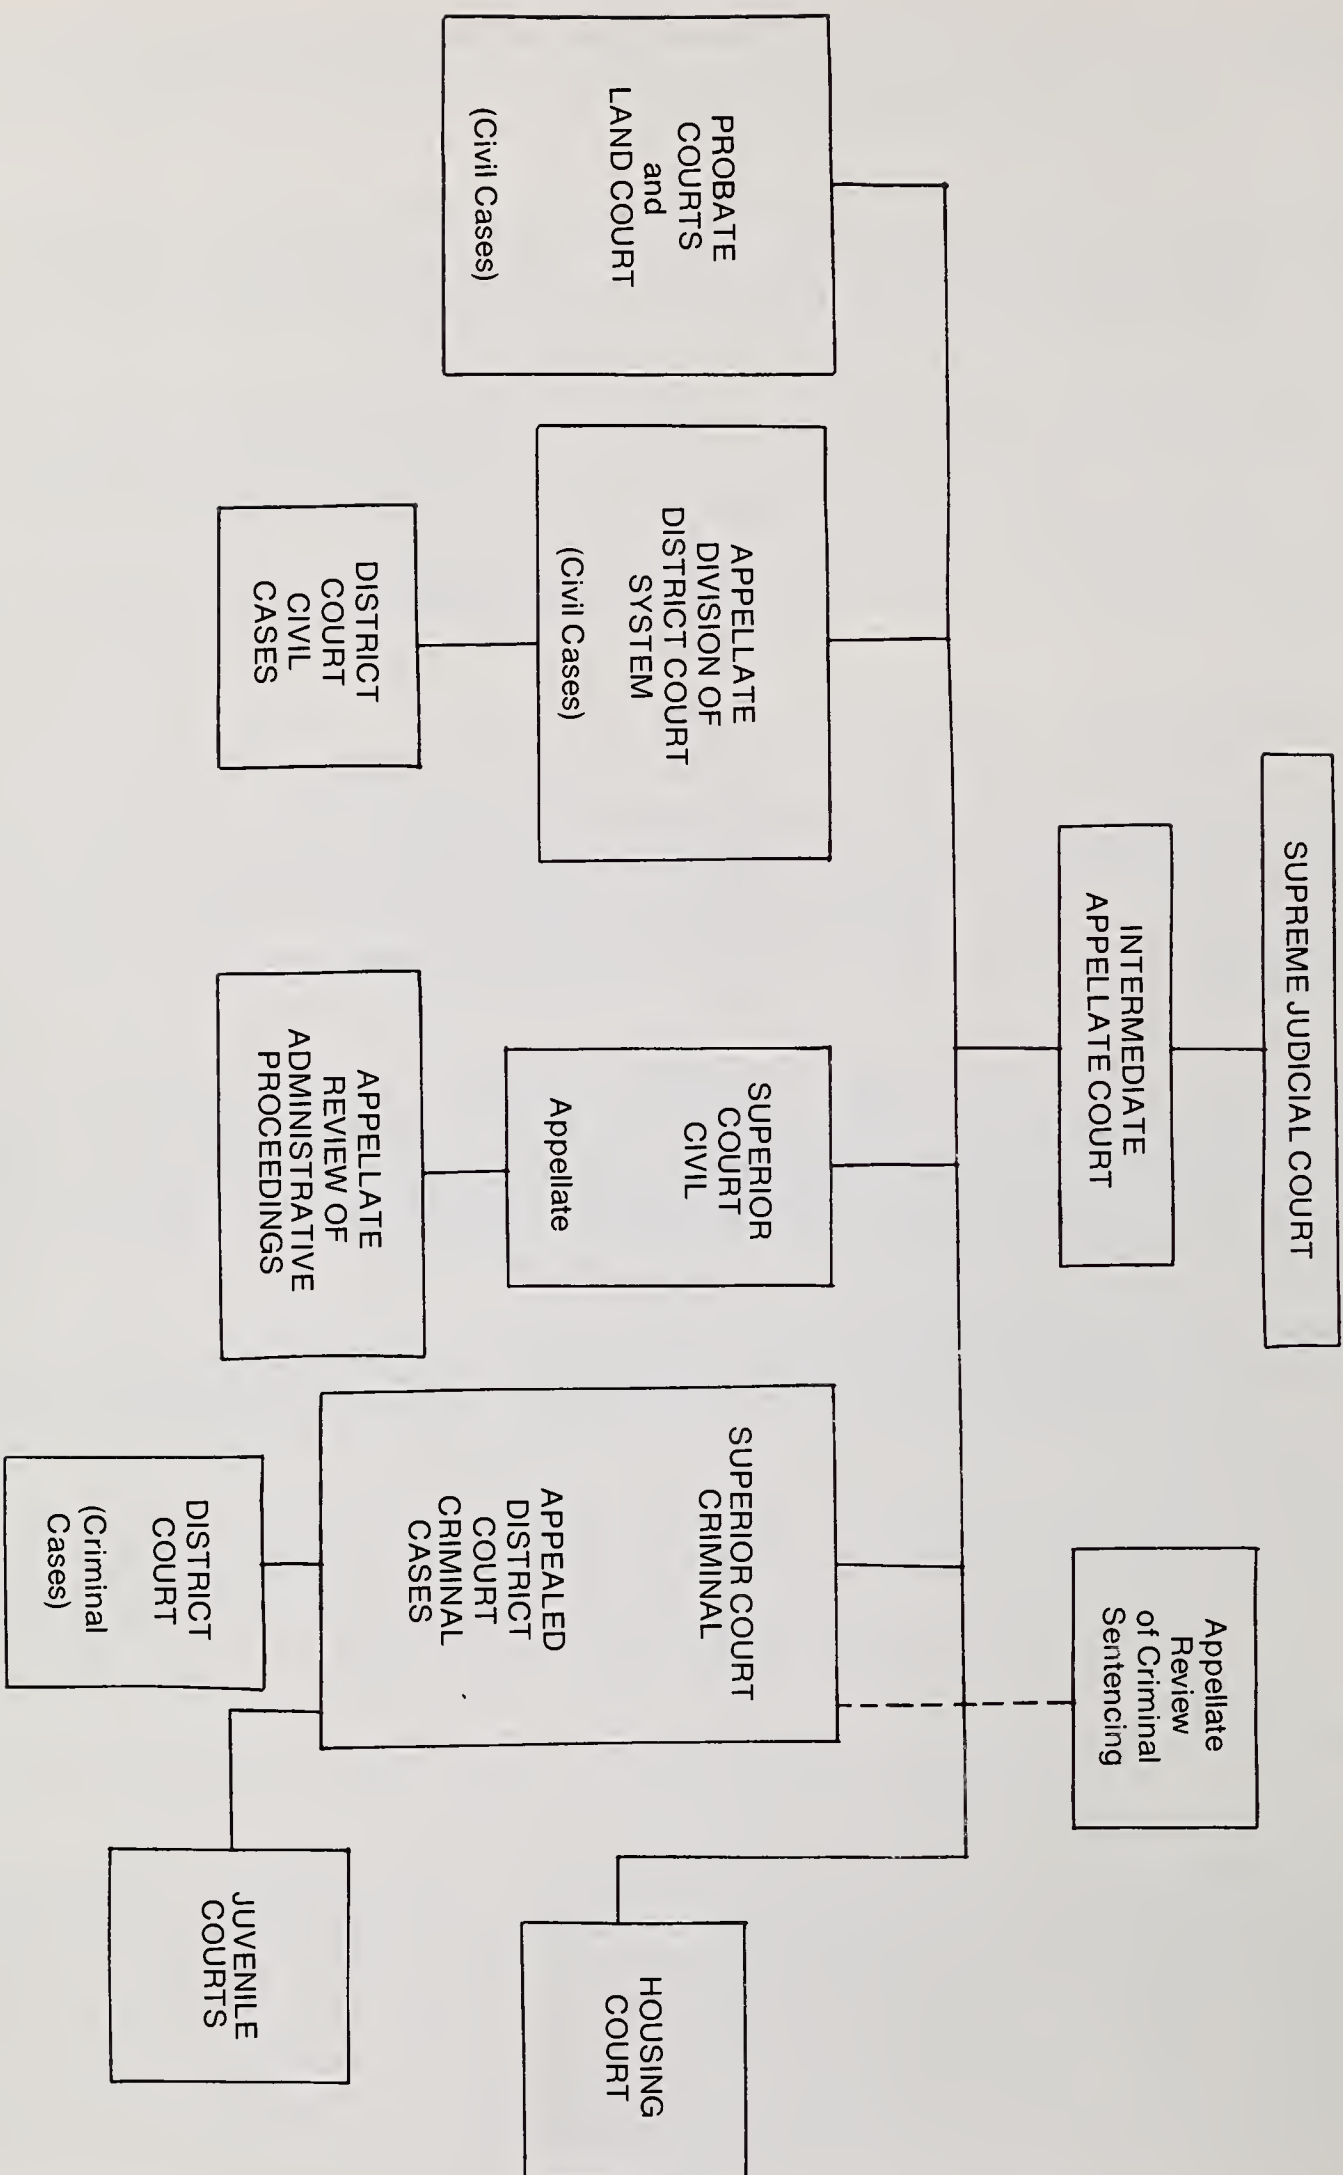 SUPREME JUDICIAL COURT
INTERMEDIATE
APPELLATE COURT
Appellate
Review
of Criminal
Sentencing
PROBATE
COURTS
and
LAND COURT
(Civil Cases)
APPELLATE
DIVISION OF
DISTRICT COURT
SYSTEM
(Civil Cases)
SUPERIOR
COURT
CIVIL
Appellate
SUPERIOR COURT
CRIMINAL
APPEALED
DISTRICT
COURT
CRIMINAL
CASES
HOUSING
COURT
DISTRICT
COURT
CIVIL
CASES
APPELLATE
REVIEW OF
ADMINISTRATIVE
PROCEEDINGS
DISTRICT
COURT
(Criminal
Cases)
JUVENILE
COURTS